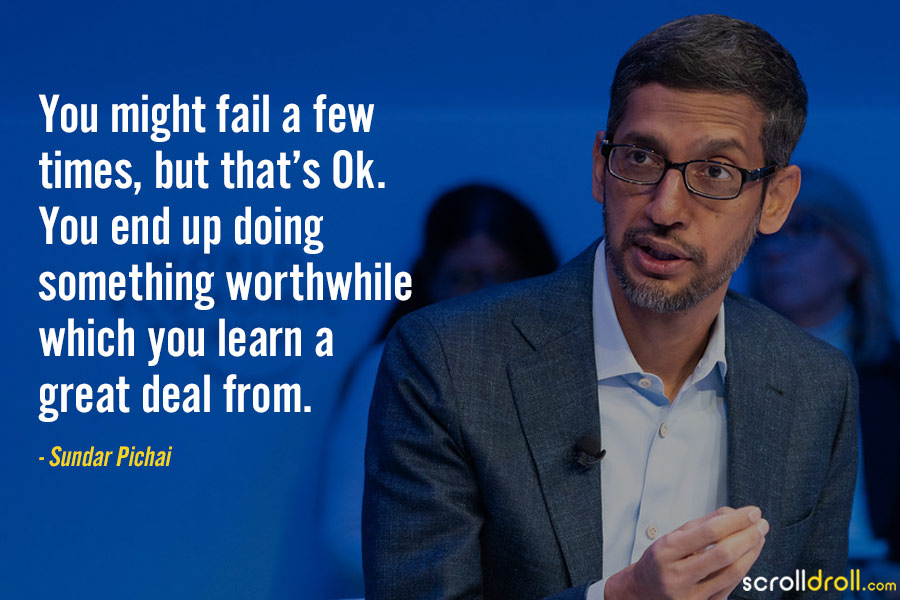 You might fail a few
times, but that’s Ok.
You end up doing
something worthwhile
which you learn a
great deal from.
- Sundar Pichai
scrolldroll.com